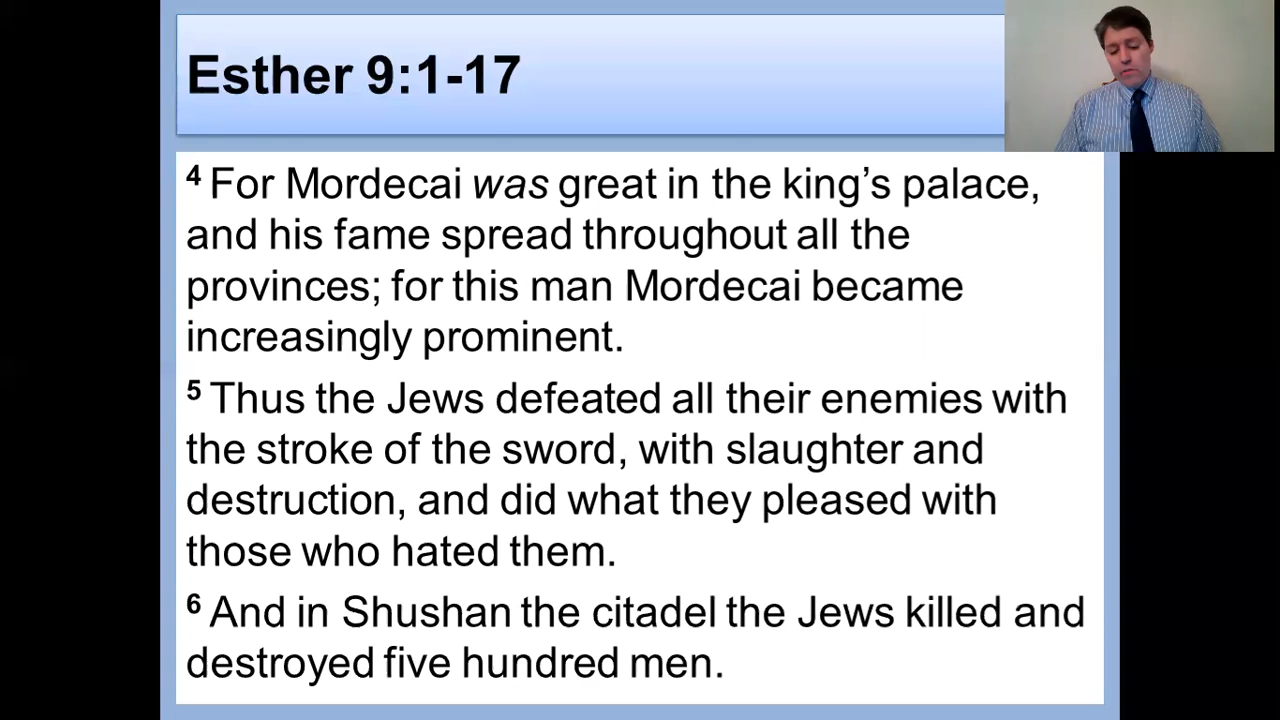 Esther 9:1-17
4 For Mordecai was great in the king’s palace,
and his fame spread throughout all the
provinces; for this man Mordecai became
increasingly prominent.
5 Thus the Jews defeated all their enemies with
the stroke of the sword, with slaughter and
destruction, and did what they pleased with
those who hated them.
6 And in Shushan the citadel the Jews killed and
destroyed five hundred men.